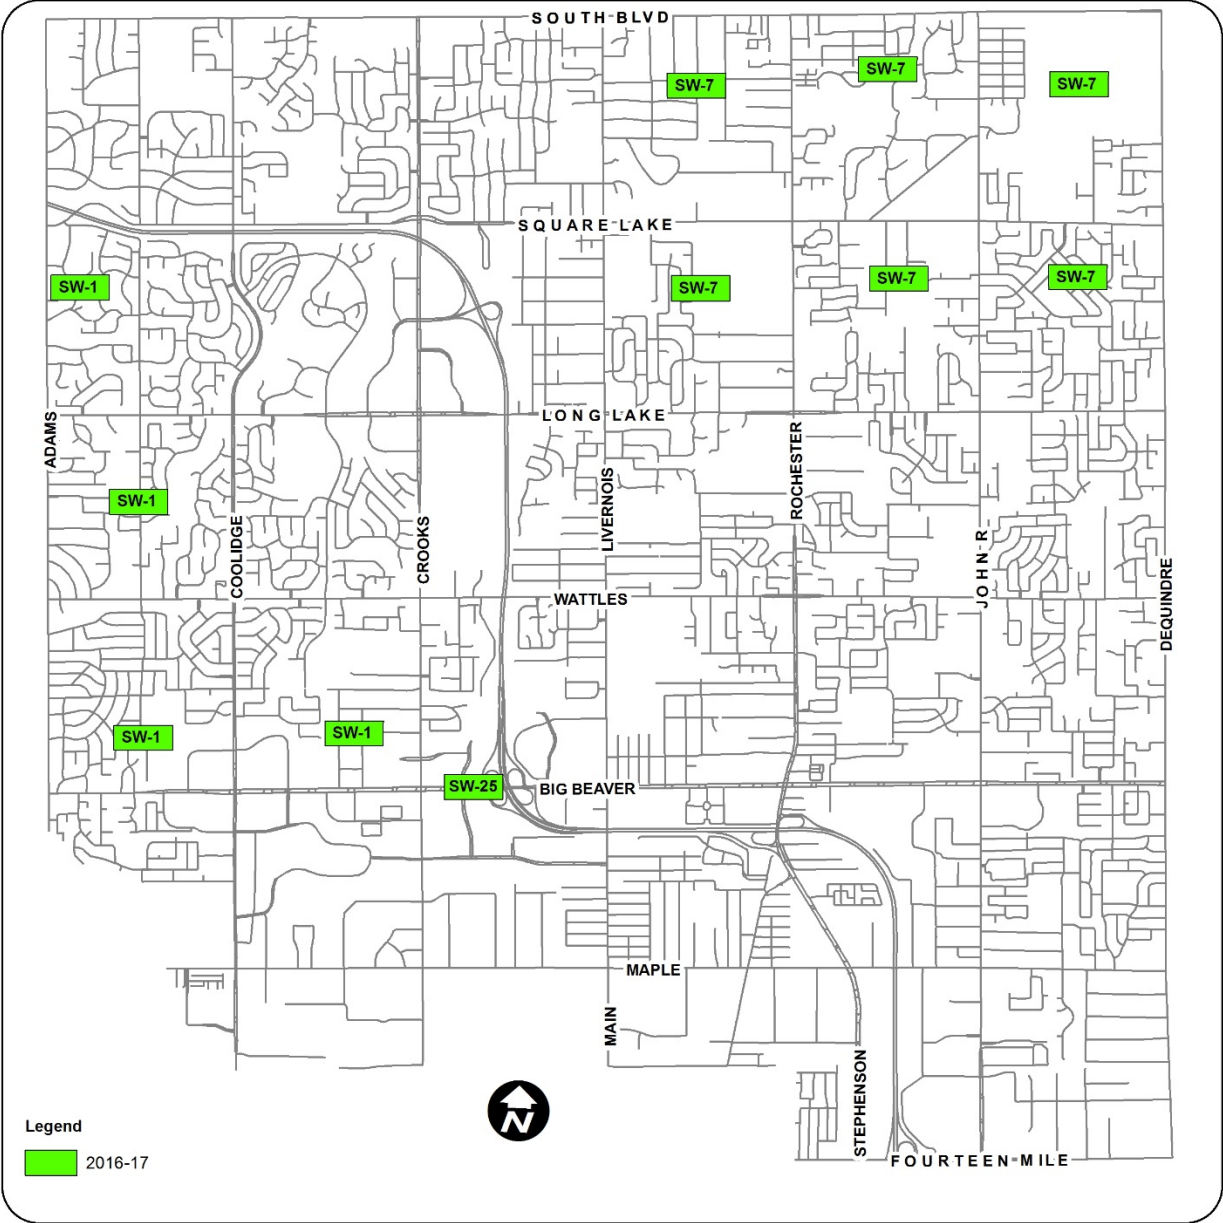 SOUTH BLVD
SW-7
SW-7
SW-7
SQUARE LAKE
SW-1
SW-7
SW-7
SW-7
LONG LAKE
ADAMS
ROCHESTER
LIVERNOIS
SW-1
COOLIDGE
CROOKS
JOHN R
DEQUINDRE
WATTLES
SW-1
SW-1
SW-25
BIG BEAVER
MAPLE
MAIN
STEPHENSON
N
FOURTEEN MILE
Legend
2016-17